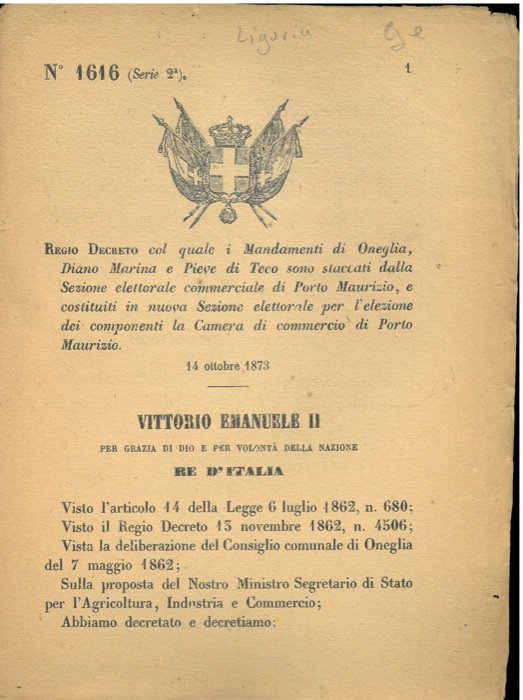 Liguria Ge
N° 1616 (Serie 2ª). 1
REGIO DECRETO col quale i Mandamenti di Oneglia,
Diano Marina e Pieve di Teco sono staccati dalla
Sezione elettorale commerciale di Porto Maurizio, e
costituiti in nuova Sezione elettorale per l'elezione
dei componenti la Camera di commercio di Porto
Maurizio.
14 ottobre 1873
VITTORIO EMANUELE II
PER GRAZIA DI DIO E PER VOLONTÀ DELLA NAZIONE
RE D'ITALIA
Visto l'articolo 14 della Legge 6 luglio 1862, n. 680;
Visto il Regio Decreto 13 novembre 1862, n. 4506;
Vista la deliberazione del Consiglio comunale di Oneglia
del 7 maggio 1862;
Sulla proposta del Nostro Ministro Segretario di Stato
per l'Agricoltura, Industria e Commercio;
Abbiamo decretato e decretiamo: